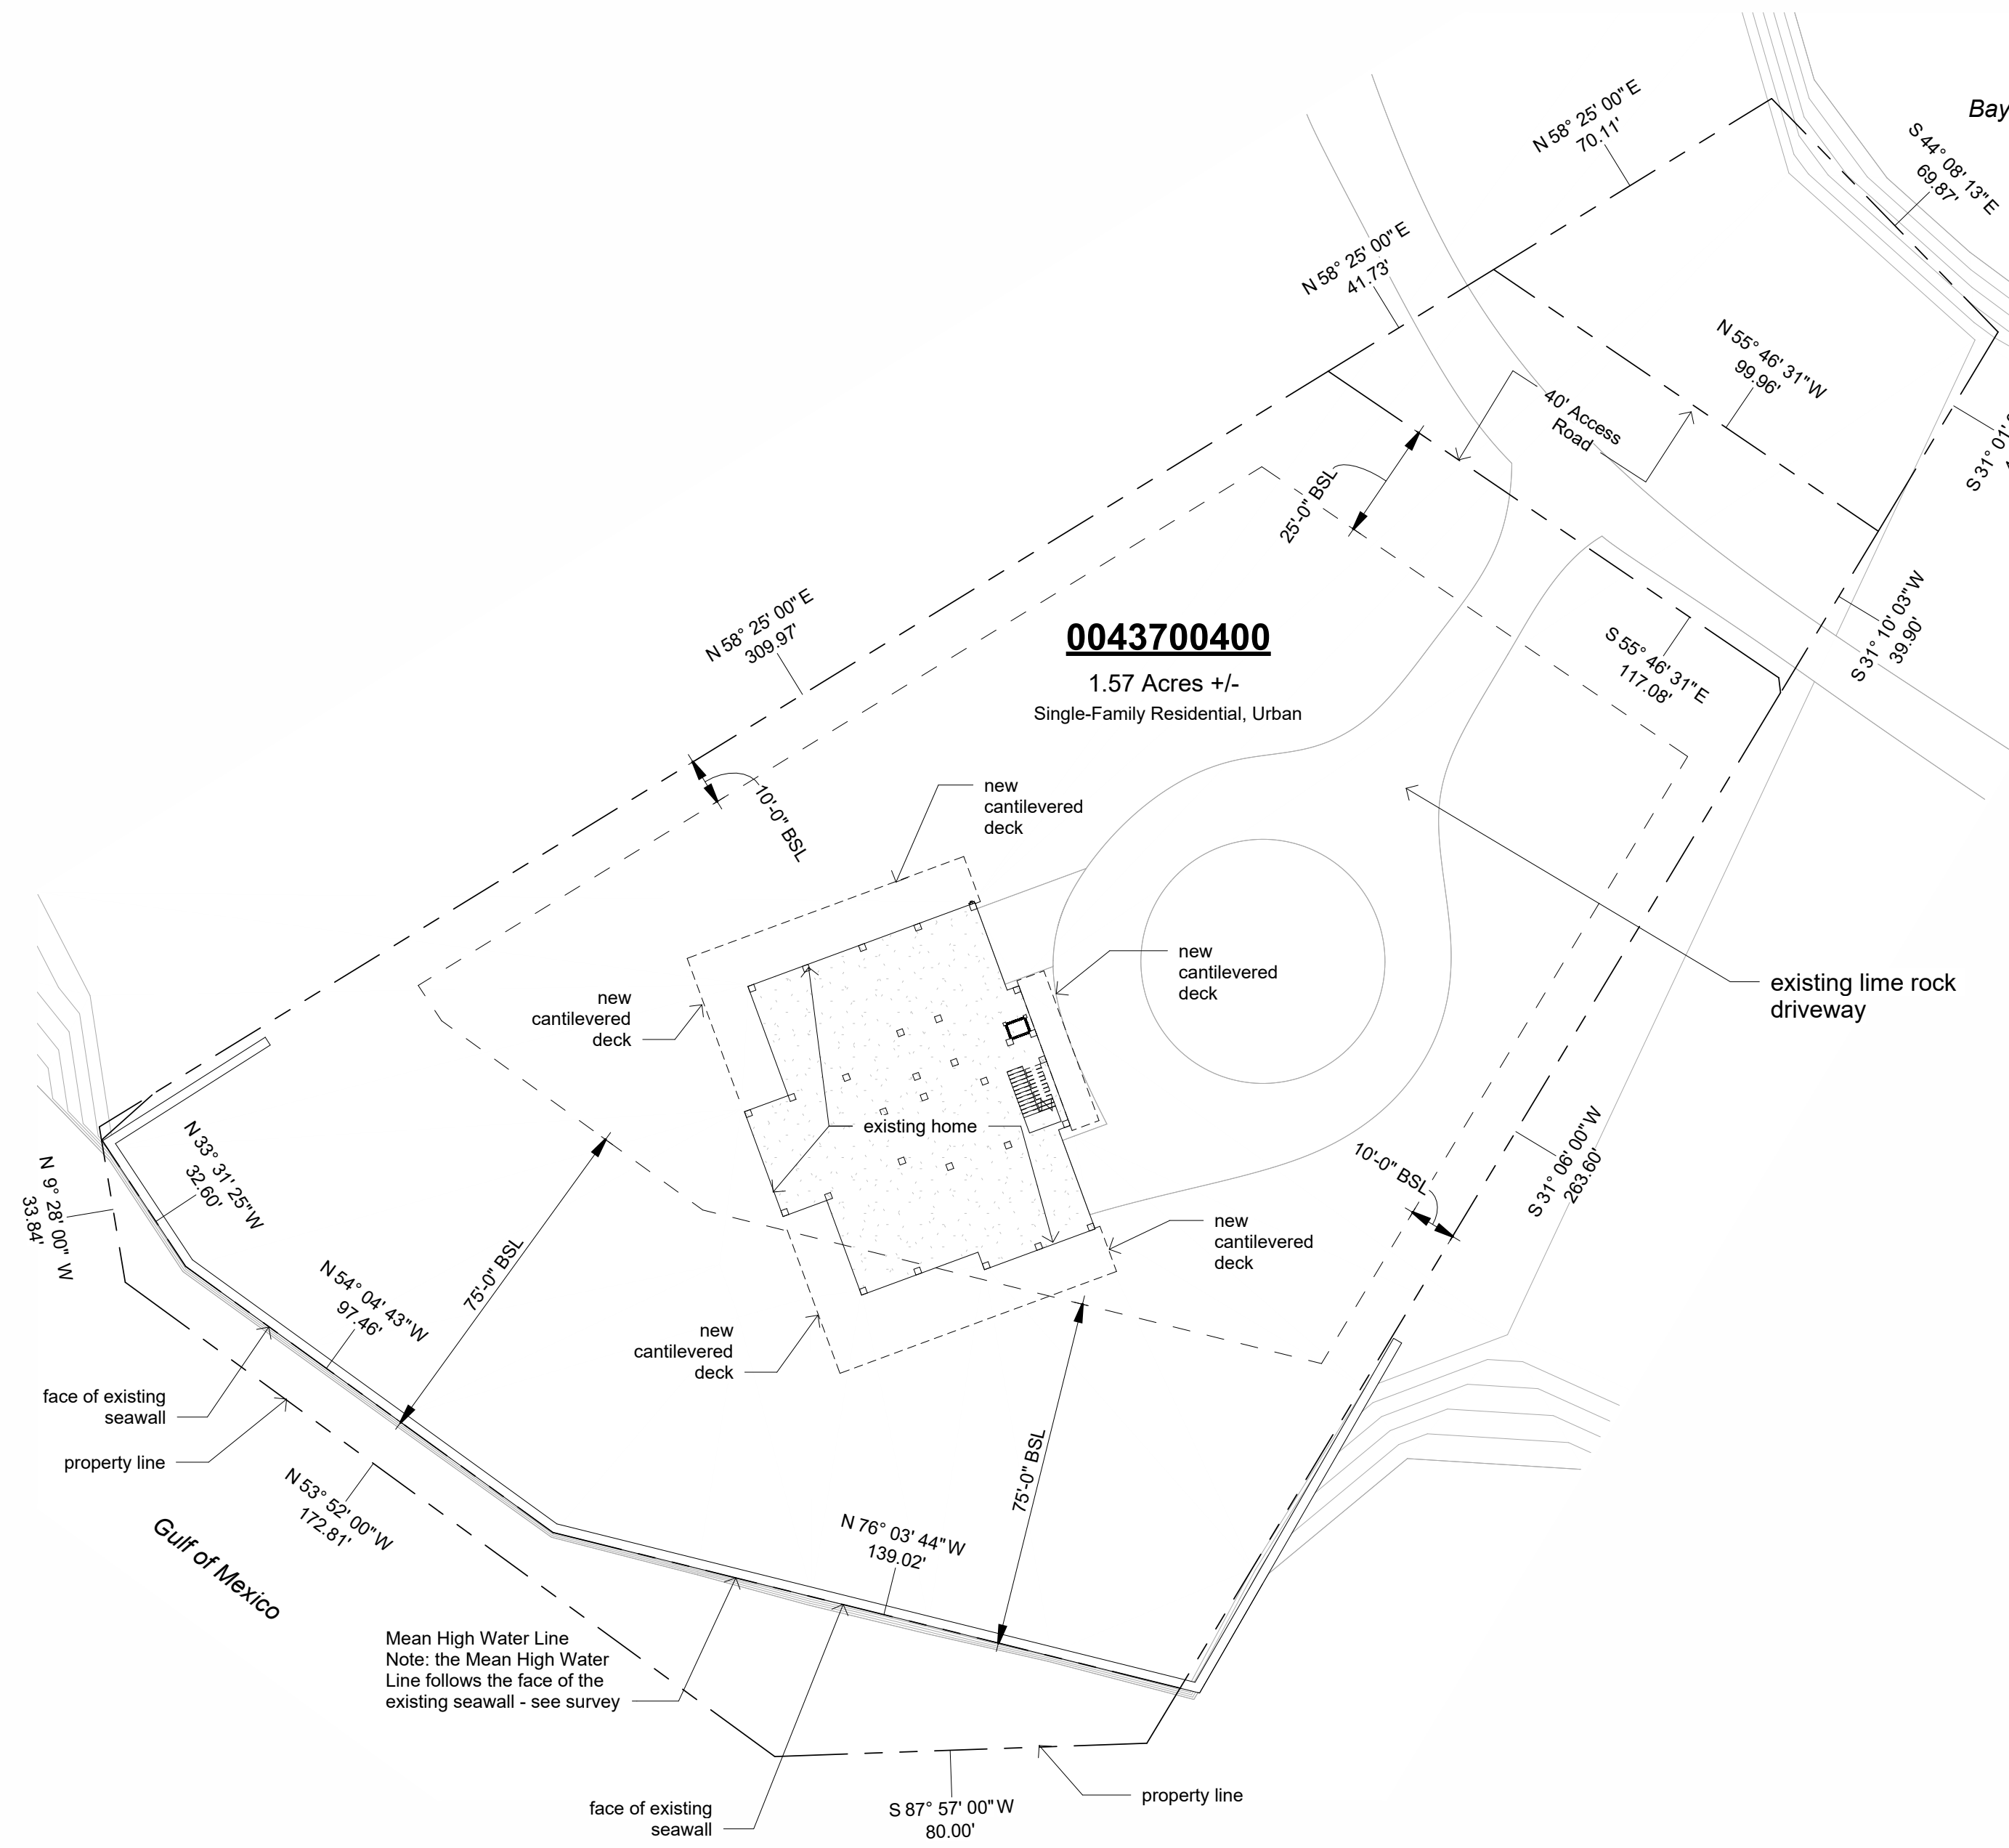 Bay
N 58° 25' 00" E
70.11'
S 44° 08' 13" E
69.87'
N 58° 25' 00" E
41.73'
N 55° 46' 31" W
99.96'
40' Access
Road
S 31° 01'
25'-0" BSL
N 58° 25' 00" E
309.97'
0043700400
1.57 Acres +/-
Single-Family Residential, Urban
S 31° 10' 03" W
39.90'
S 55° 46' 31" E
117.08'
10'-0" BSL
new
cantilevered
deck
new
cantilevered
deck
new
cantilevered
deck
existing lime rock
driveway
existing home
N 33° 31' 25" W
32.60'
N 9° 28' 00" W
33.84'
10'-0" BSL
S 31° 06' 00" W
263.60'
75'-0" BSL
new
cantilevered
deck
N 54° 04' 43" W
97.46'
new
cantilevered
deck
face of existing
seawall
property line
75'-0" BSL
N 53° 52' 00" W
172.81'
Gulf of Mexico
N 76° 03' 44" W
139.02'
Mean High Water Line
Note: the Mean High Water
Line follows the face of the
existing seawall - see survey
property line
face of existing
seawall
S 87° 57' 00" W
80.00'